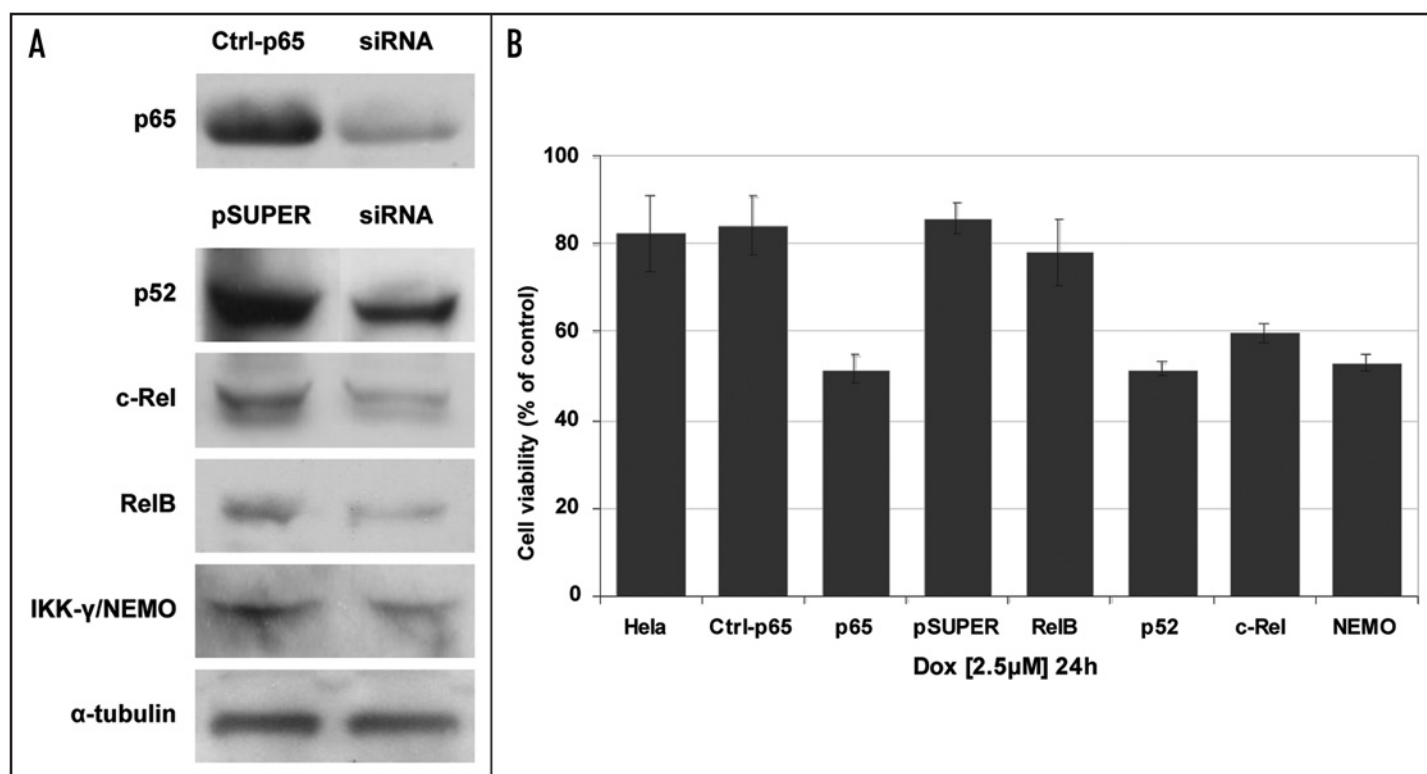 A
Ctrl-p65 siRNA
p65
pSUPER siRNA
p52
c-Rel
RelB
IKK-γ/NEMO
α-tubulin
B
Cell viability (% of control)
100
80
60
40
20
0
Hela Ctrl-p65 p65 pSUPER RelB p52 c-Rel NEMO
Dox [2.5µM] 24h